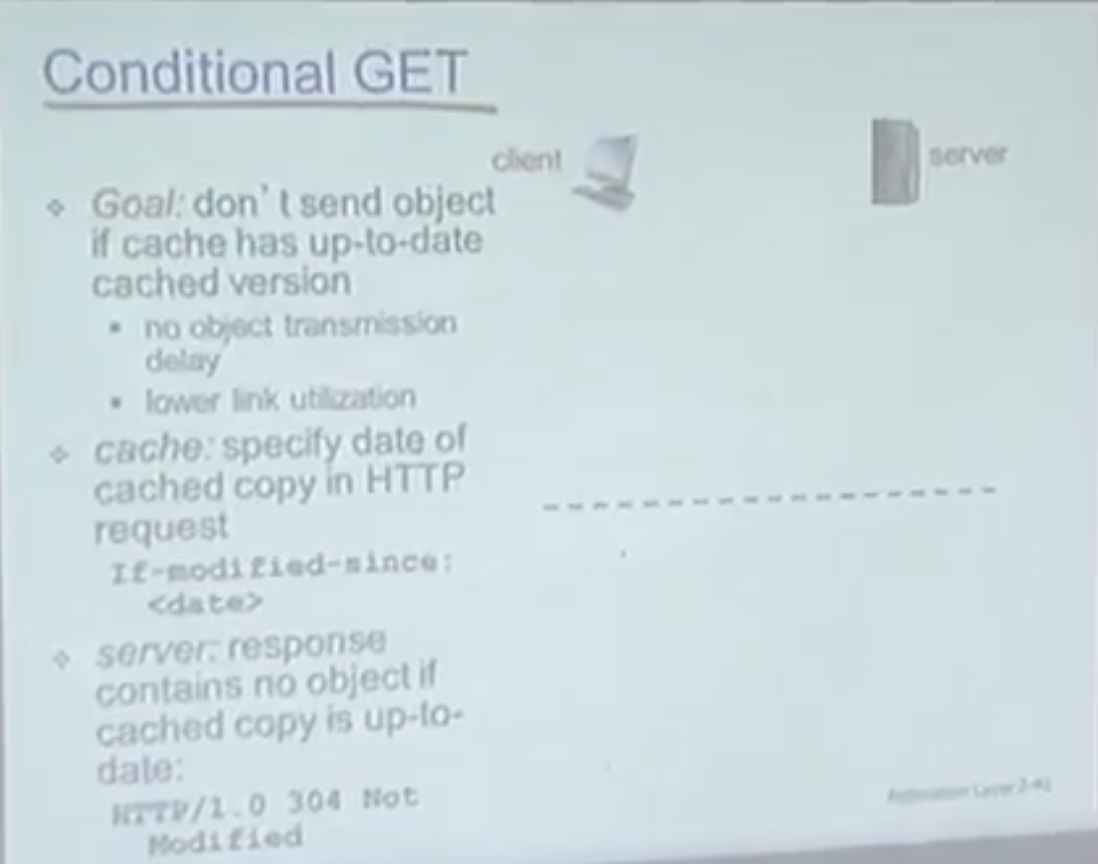 Conditional GET
client
server
❖ Goal: don't send object
if cache has up-to-date
cached version
▪ no object transmission
delay
▪ lower link utilization
❖ cache: specify date of
cached copy in HTTP
request
If-modified-since:
<date>
❖ server: response
contains no object if
cached copy is up-to-
date:
HTTP/1.0 304 Not
Modified
Layer 2-41